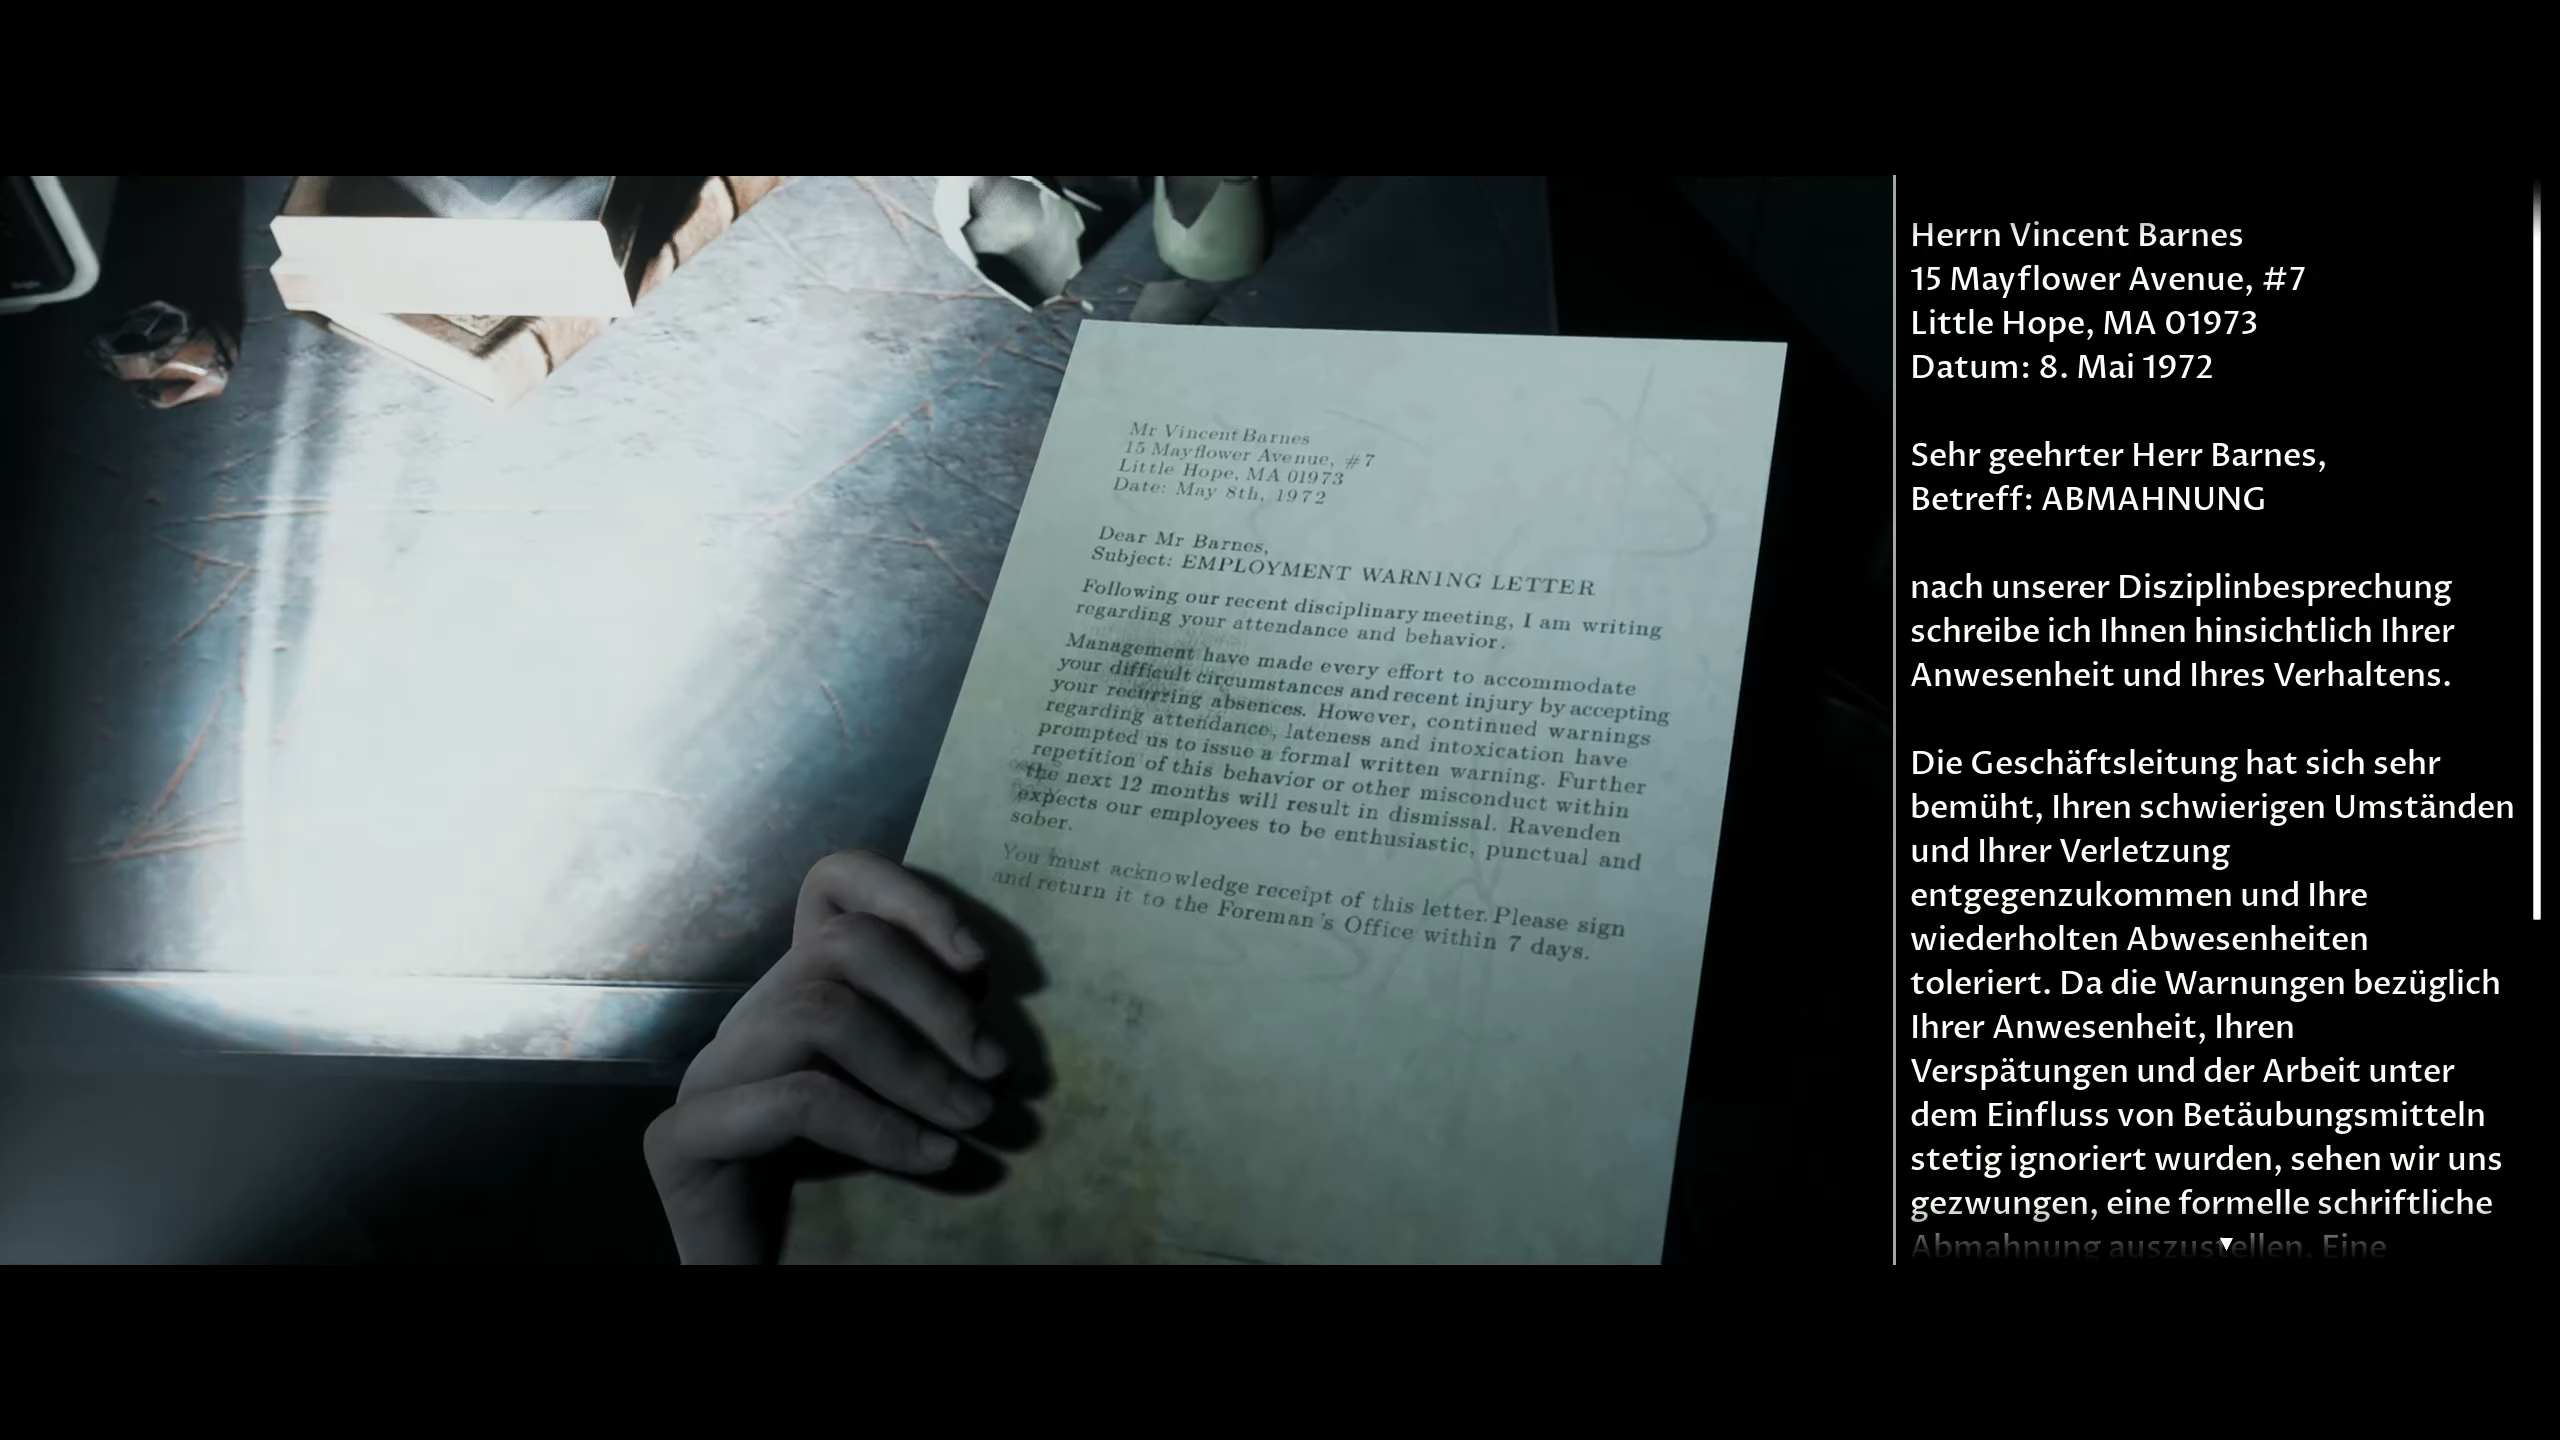 Mr Vincent Barnes
15 Mayflower Avenue, #7
Little Hope, MA 01973
Date: May 8th, 1972
Dear Mr Barnes,
Subject: EMPLOYMENT WARNING LETTER
Following our recent disciplinary meeting, I am writing
regarding your attendance and behavior.
Management have made every effort to accommodate
your difficult circumstances and recent injury by accepting
your recurring absences. However, continued warnings
regarding attendance, lateness and intoxication have
prompted us to issue a formal written warning. Further
repetition of this behavior or other misconduct within
the next 12 months will result in dismissal. Ravenden
expects our employees to be enthusiastic, punctual and
sober.
You must acknowledge receipt of this letter. Please sign
and return it to the Foreman's Office within 7 days.
Herrn Vincent Barnes
15 Mayflower Avenue, #7
Little Hope, MA 01973
Datum: 8. Mai 1972
Sehr geehrter Herr Barnes,
Betreff: ABMAHNUNG
nach unserer Disziplinbesprechung
schreibe ich Ihnen hinsichtlich Ihrer
Anwesenheit und Ihres Verhaltens.
Die Geschäftsleitung hat sich sehr
bemüht, Ihren schwierigen Umständen
und Ihrer Verletzung
entgegenzukommen und Ihre
wiederholten Abwesenheiten
toleriert. Da die Warnungen bezüglich
Ihrer Anwesenheit, Ihren
Verspätungen und der Arbeit unter
dem Einfluss von Betäubungsmitteln
stetig ignoriert wurden, sehen wir uns
gezwungen, eine formelle schriftliche
Abmahnung auszustellen. Eine